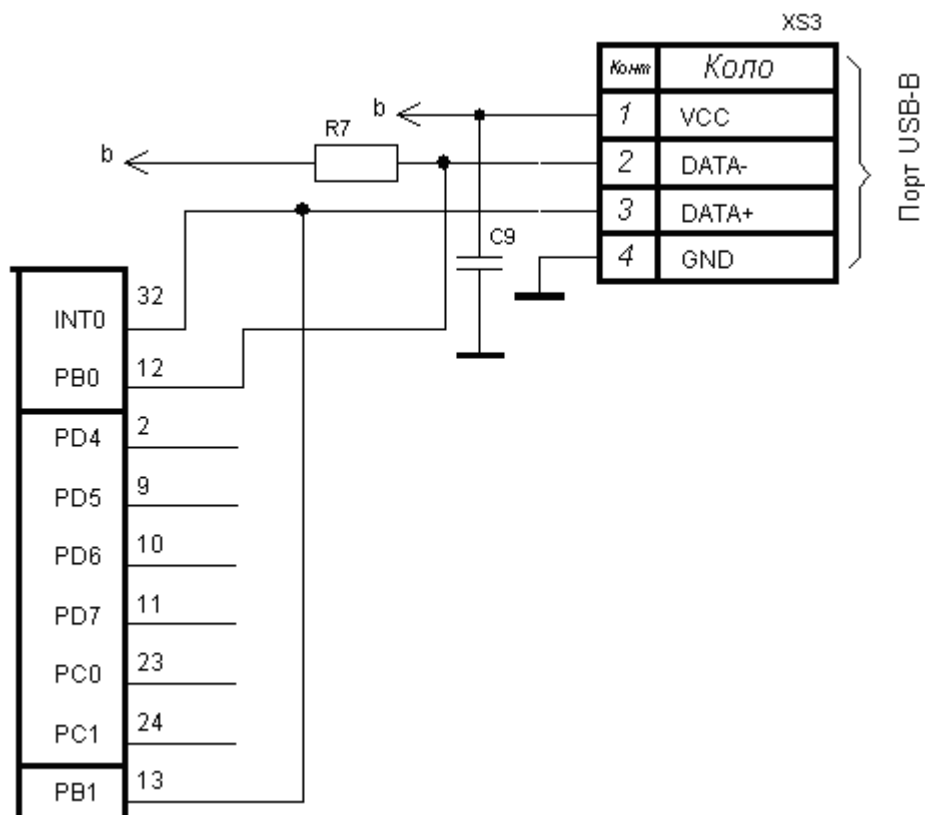 XS3
Конт Коло
b 1 VCC
R7
b 2 DATA-
3 DATA+
C9
4 GND
Порт USB-B
INT0 32
PB0 12
PD4 2
PD5 9
PD6 10
PD7 11
PC0 23
PC1 24
PB1 13